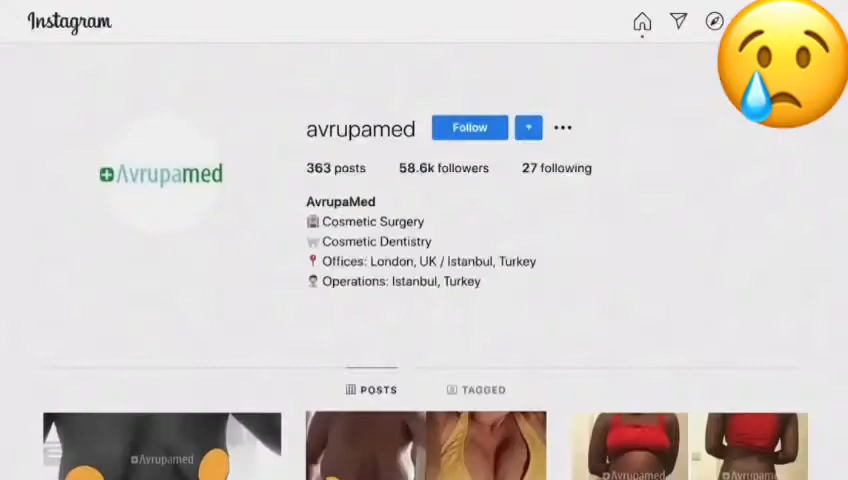 Instagram
avrupamed
Follow
363 posts 58.6k followers 27 following
Avrupamed
AvrupaMed
Cosmetic Surgery
Cosmetic Dentistry
Offices: London, UK / Istanbul, Turkey
Operations: Istanbul, Turkey
POSTS TAGGED
Avrupamed
Avrupamed Avrupamed